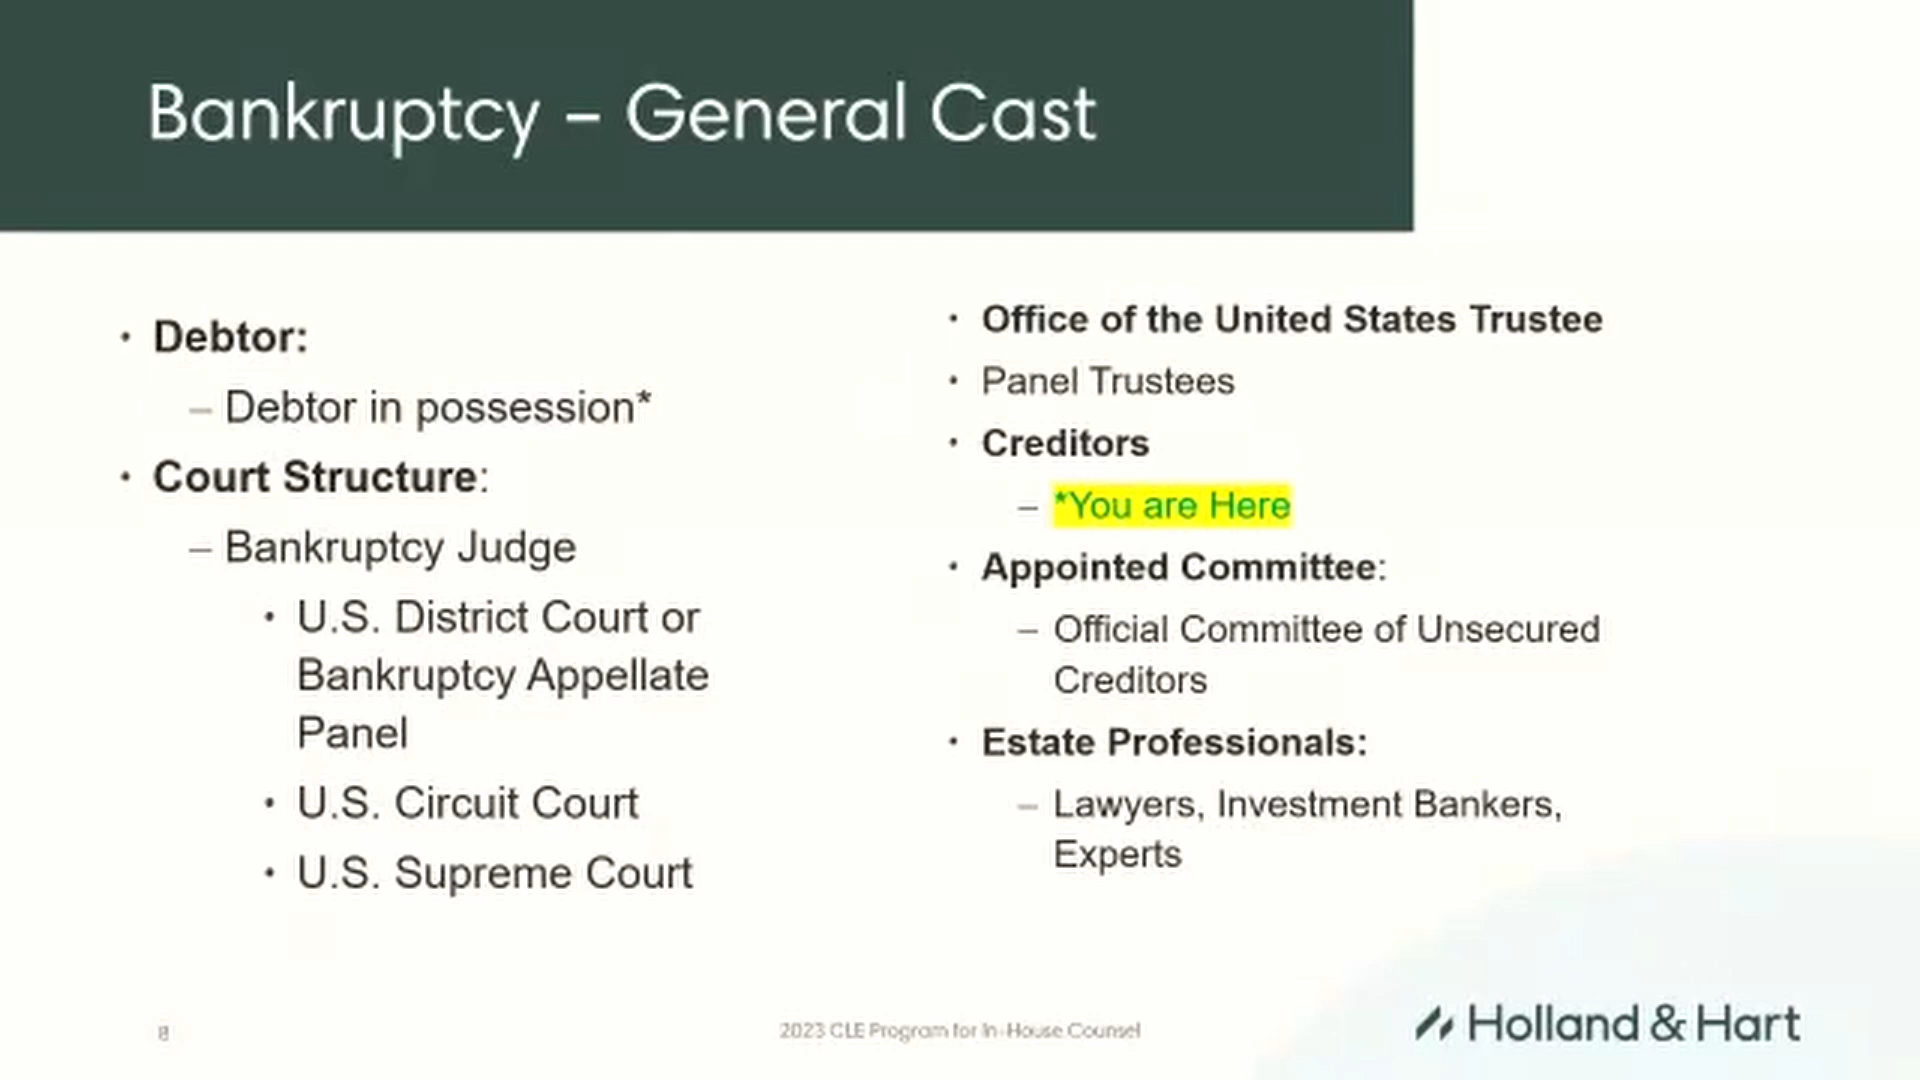 Bankruptcy – General Cast
• Debtor:
– Debtor in possession*
• Court Structure:
– Bankruptcy Judge
• U.S. District Court or
Bankruptcy Appellate
Panel
• U.S. Circuit Court
• U.S. Supreme Court
• Office of the United States Trustee
• Panel Trustees
• Creditors
– *You are Here
• Appointed Committee:
– Official Committee of Unsecured
Creditors
• Estate Professionals:
– Lawyers, Investment Bankers,
Experts
8
2023 CLE Program for In-House Counsel
Holland & Hart